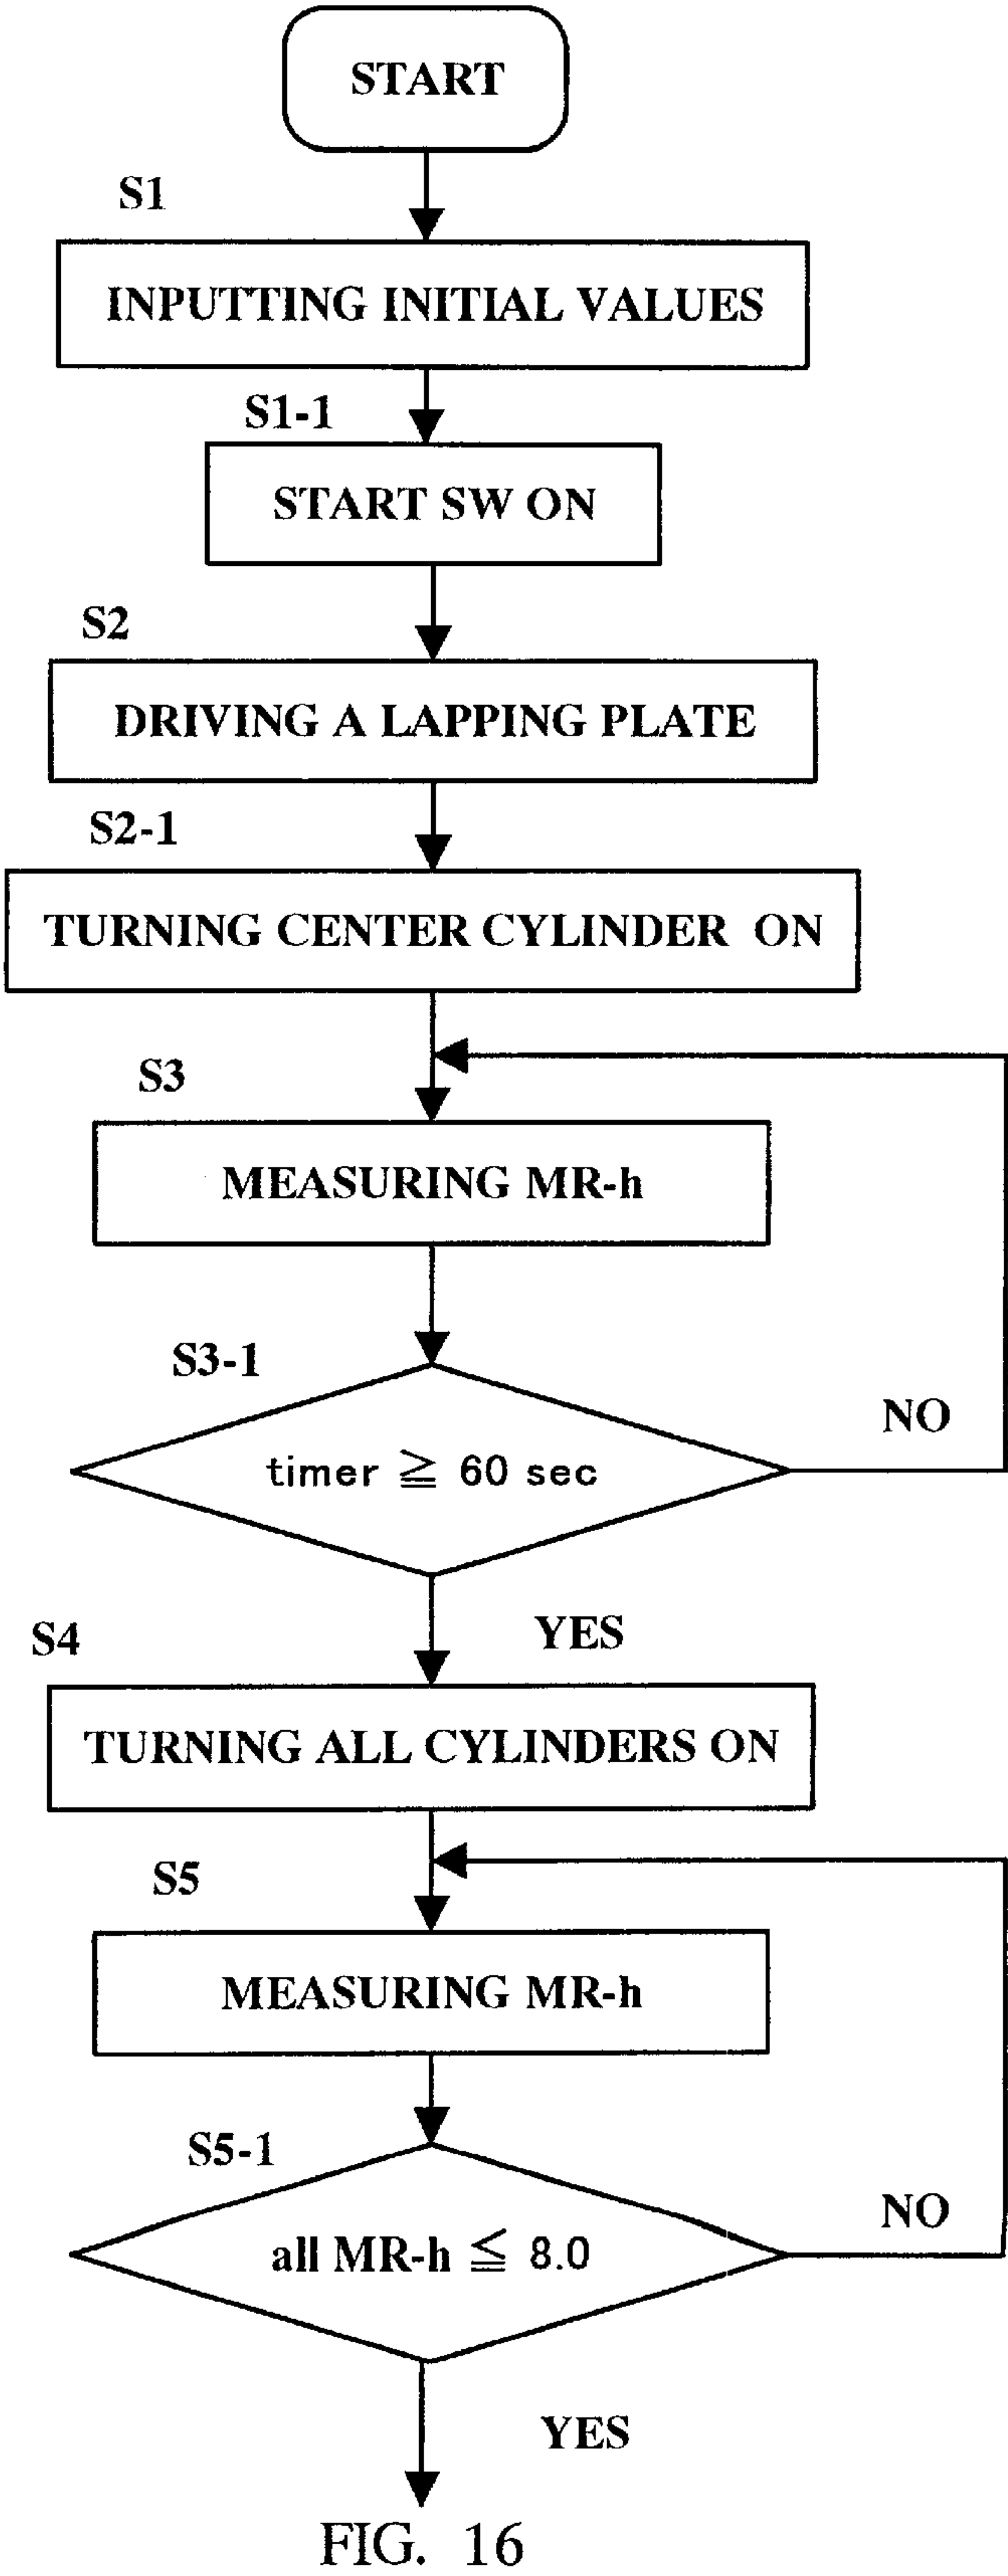 START
S1
INPUTTING INITIAL VALUES
S1-1
START SW ON
S2
DRIVING A LAPPING PLATE
S2-1
TURNING CENTER CYLINDER ON
S3
MEASURING MR-h
S3-1
timer ≧ 60 sec
NO
YES
S4
TURNING ALL CYLINDERS ON
S5
MEASURING MR-h
S5-1
all MR-h ≦ 8.0
NO
YES
FIG. 16